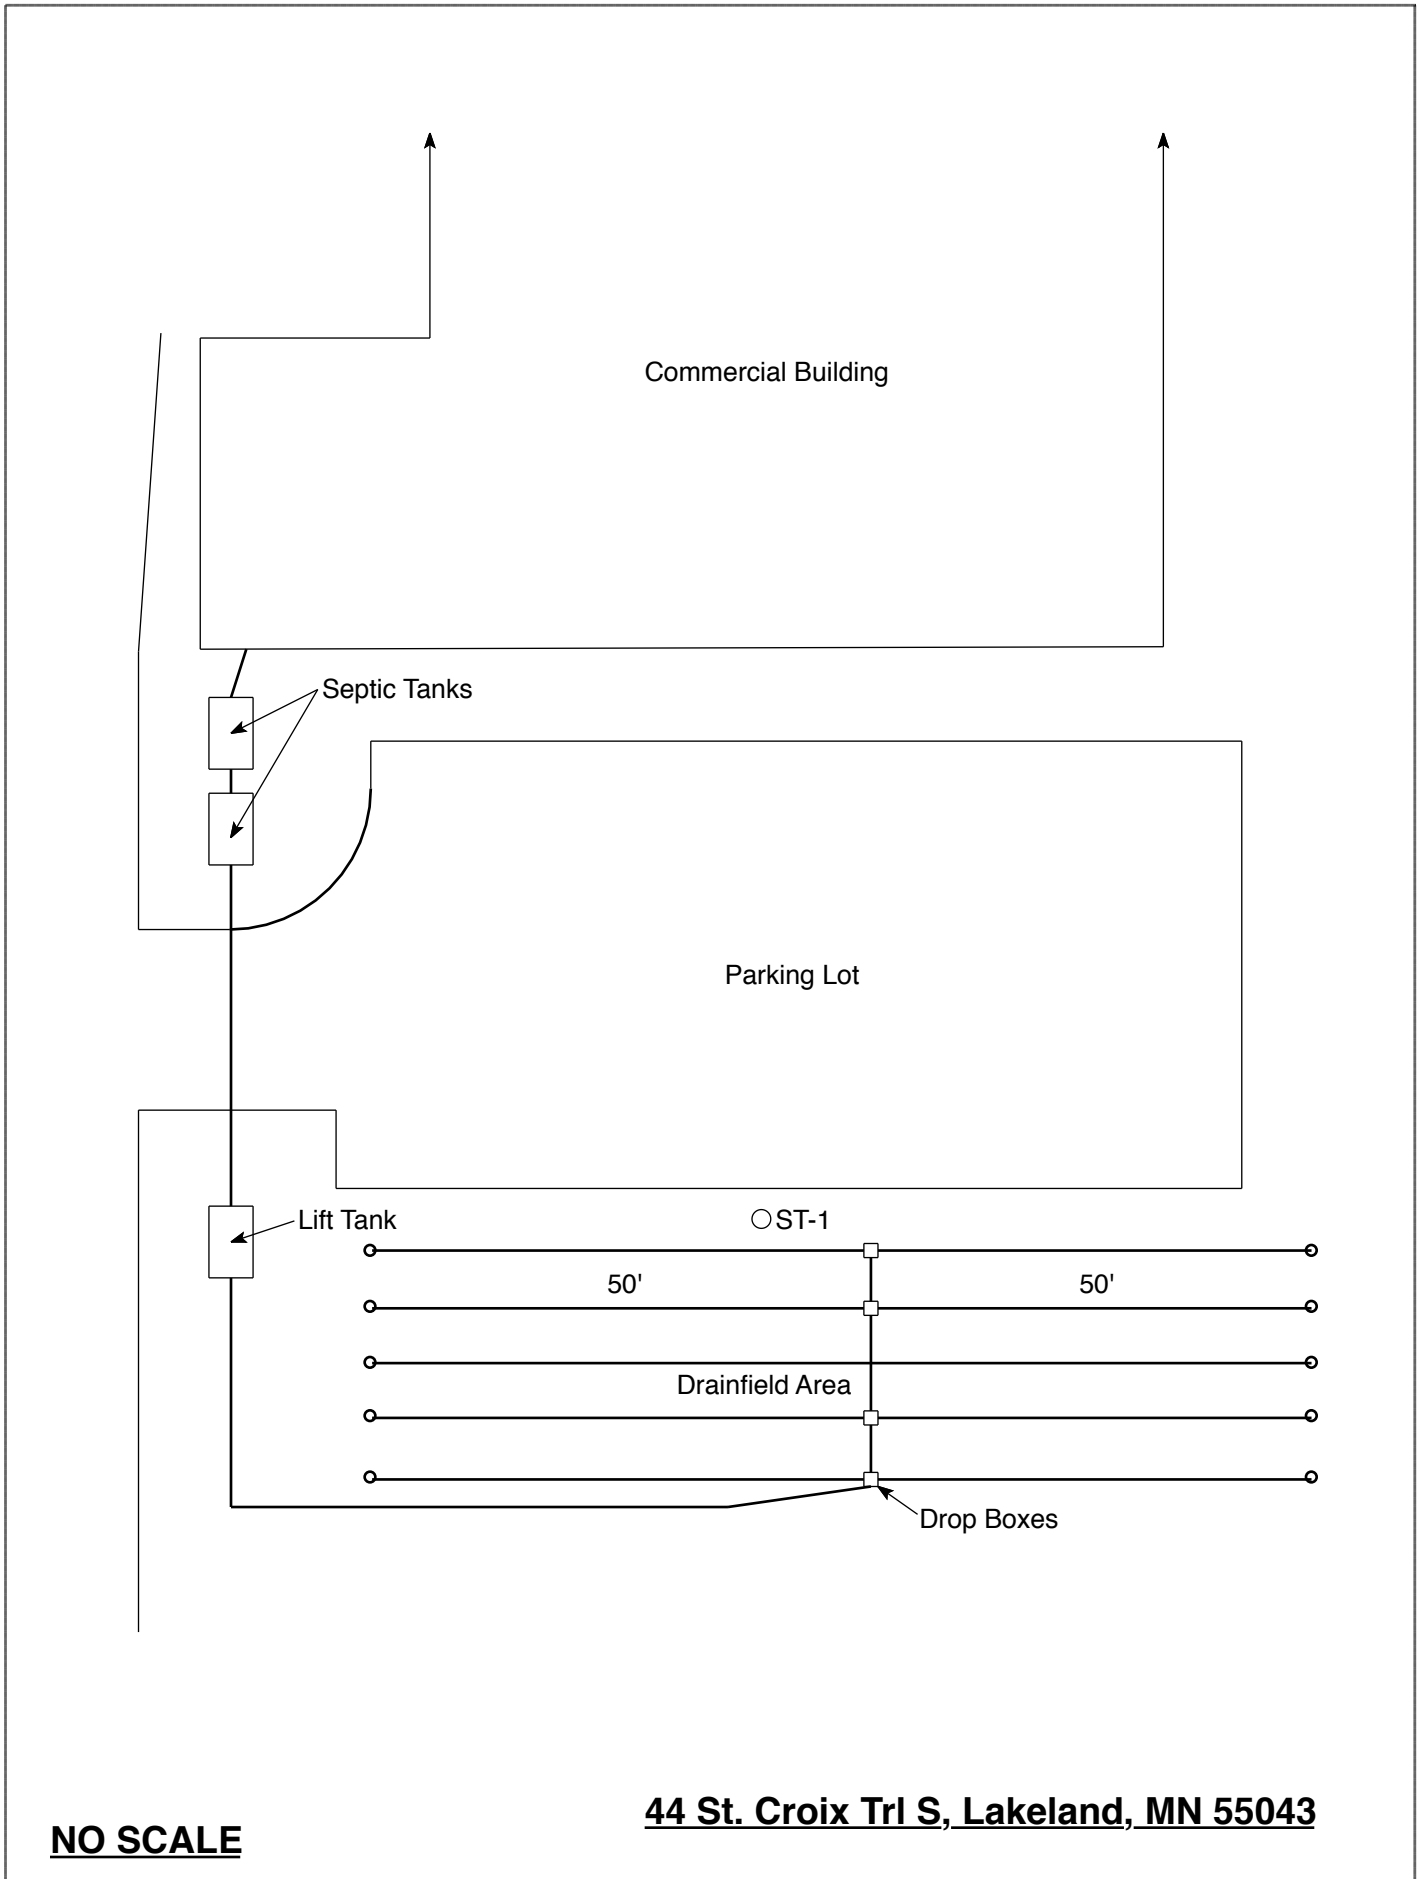 Commercial Building
Septic Tanks
Parking Lot
Lift Tank
ST-1
50'
50'
Drainfield Area
Drop Boxes
44 St. Croix Trl S, Lakeland, MN 55043
NO SCALE